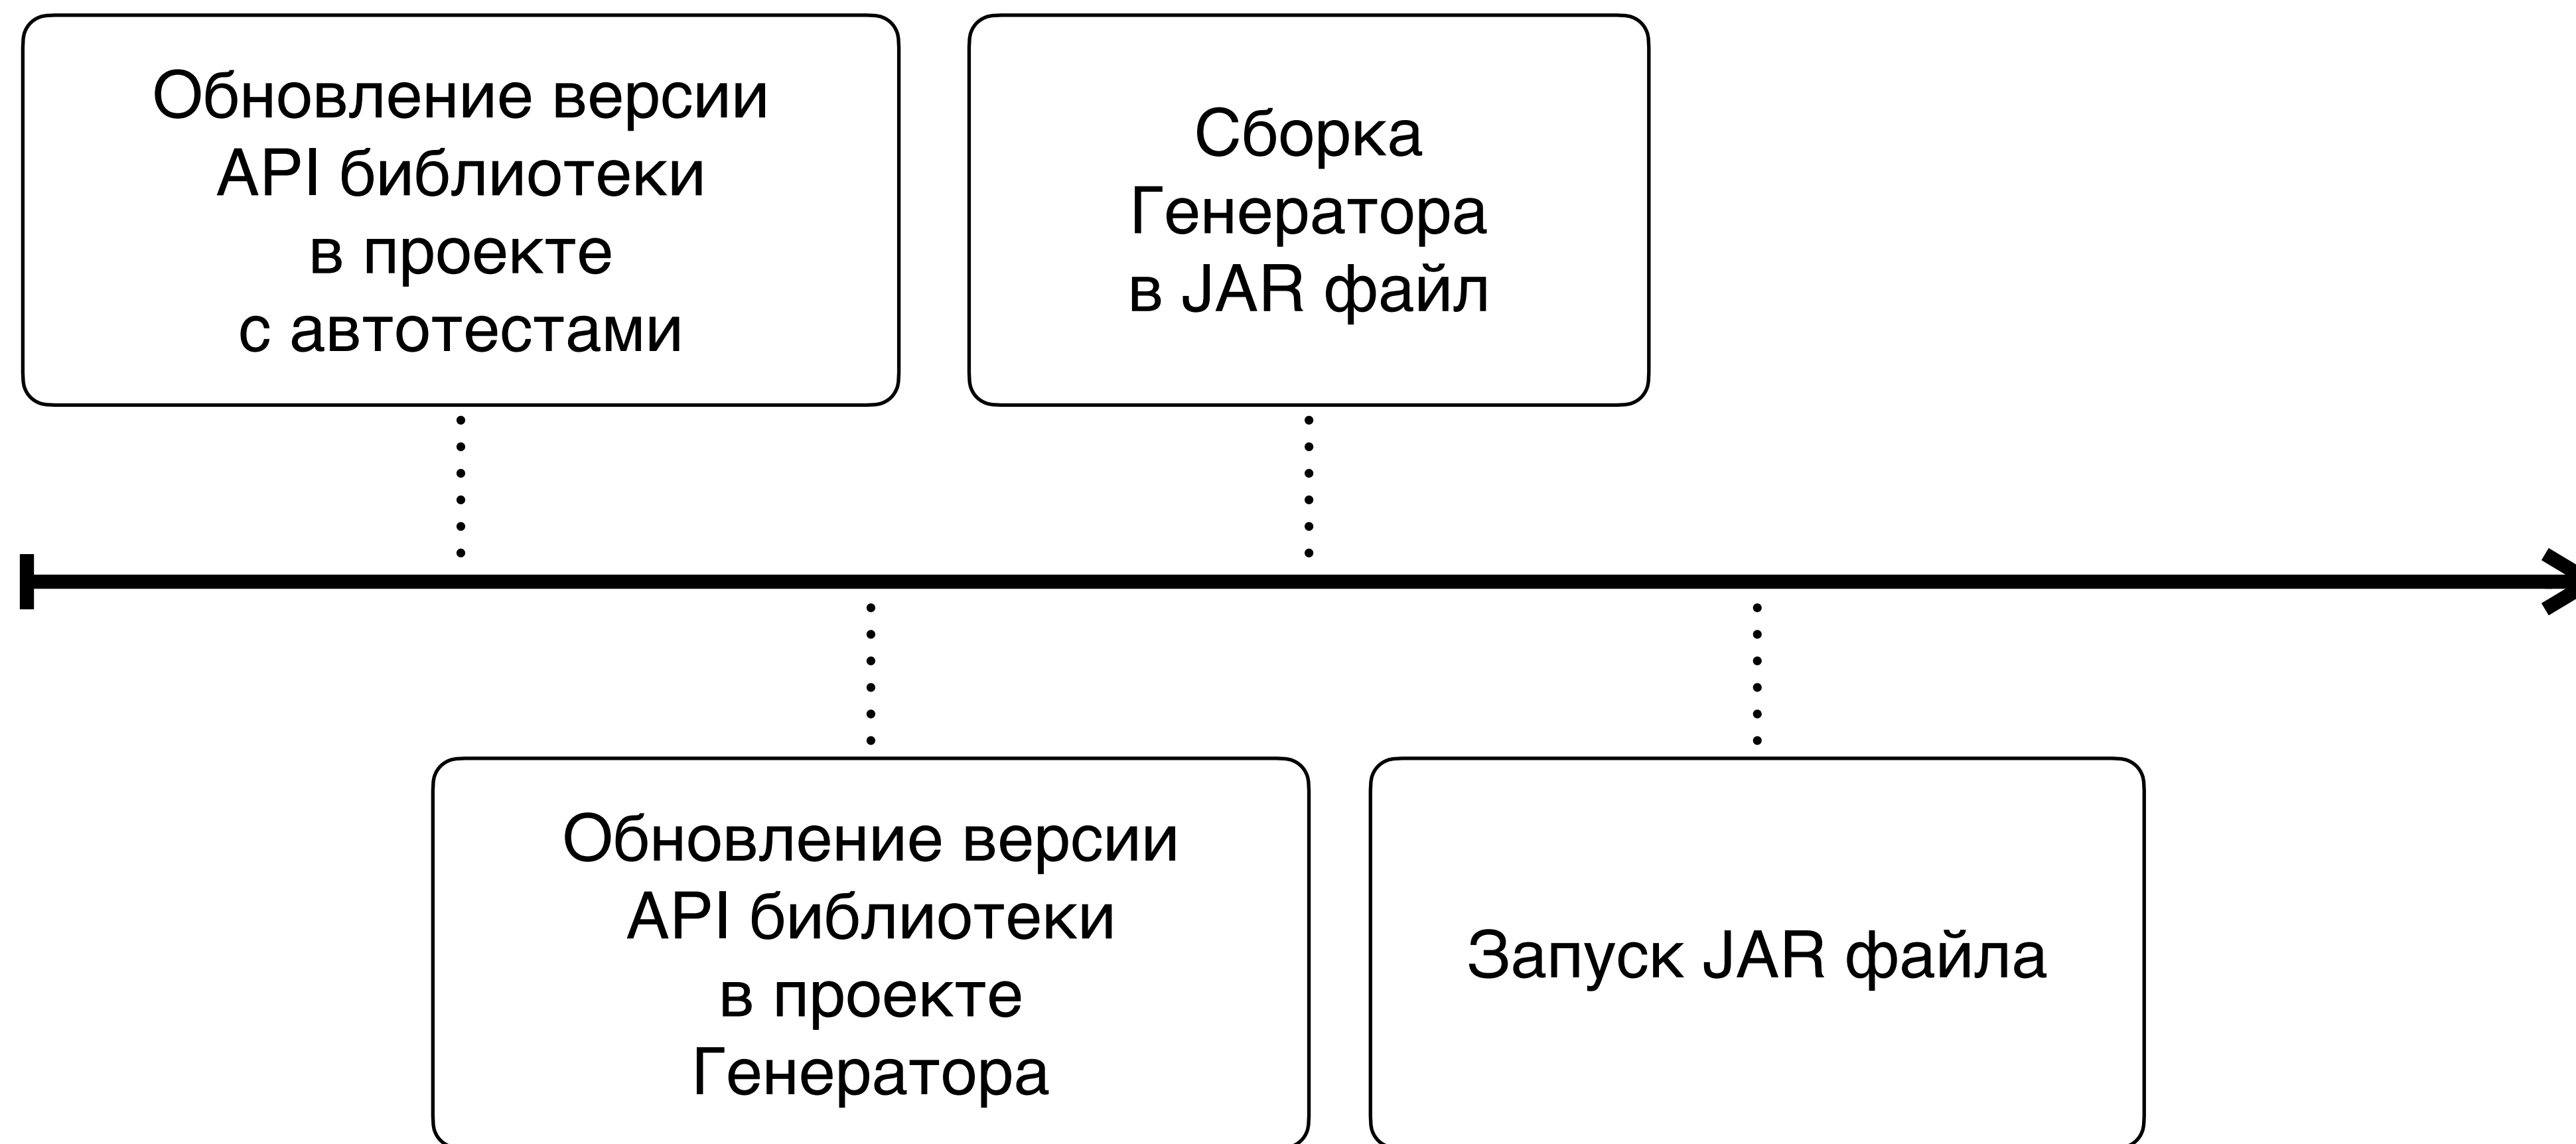 Обновление версии
API библиотеки
в проекте
с автотестами
Сборка
Генератора
в JAR файл
Обновление версии
API библиотеки
в проекте
Генератора
Запуск JAR файла